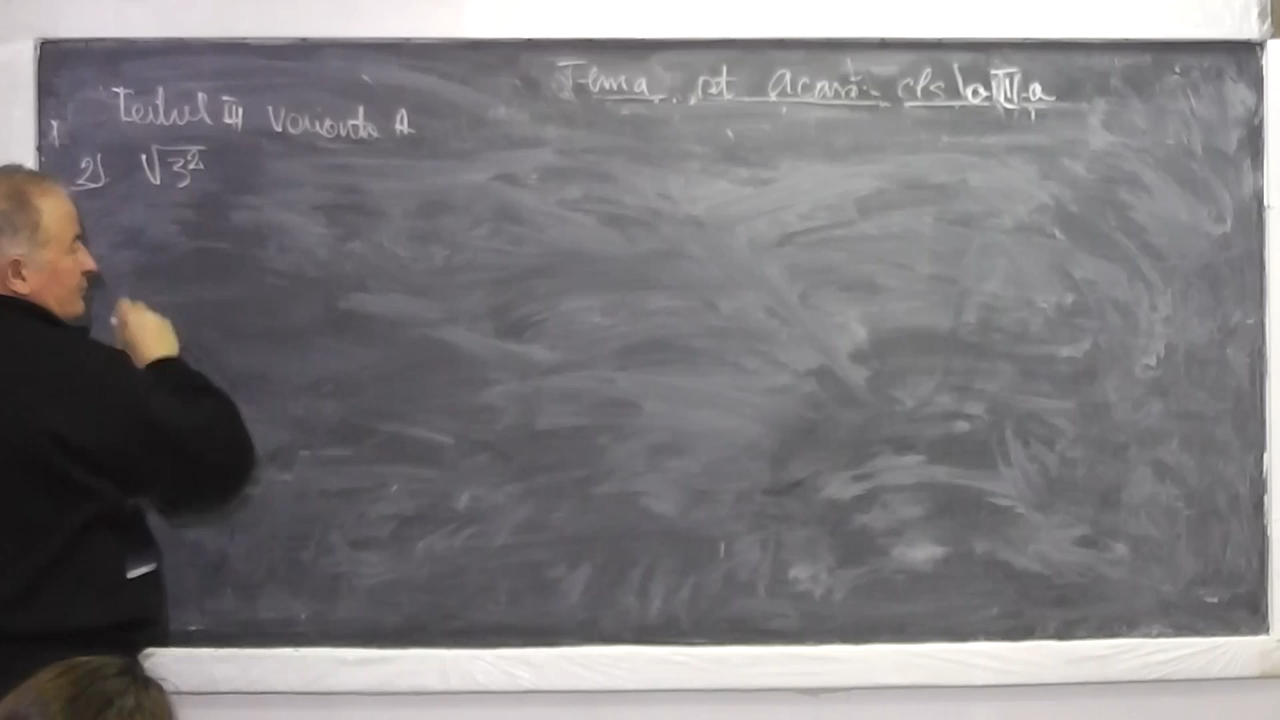 Tema pt acasă cls a VII-a
Testul III Varianta A
I
2) √3²